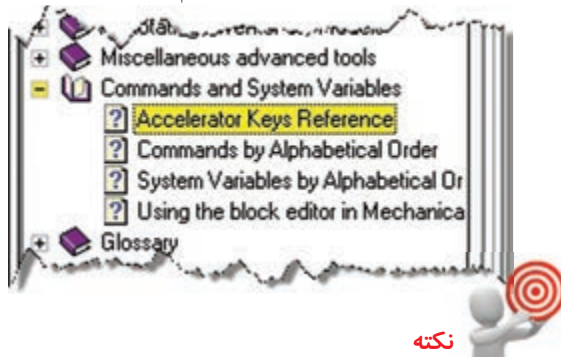 Miscellaneous advanced tools
Commands and System Variables
Accelerator Keys Reference
Commands by Alphabetical Order
System Variables by Alphabetical Or
Using the block editor in Mechanica
Glossary
نکته